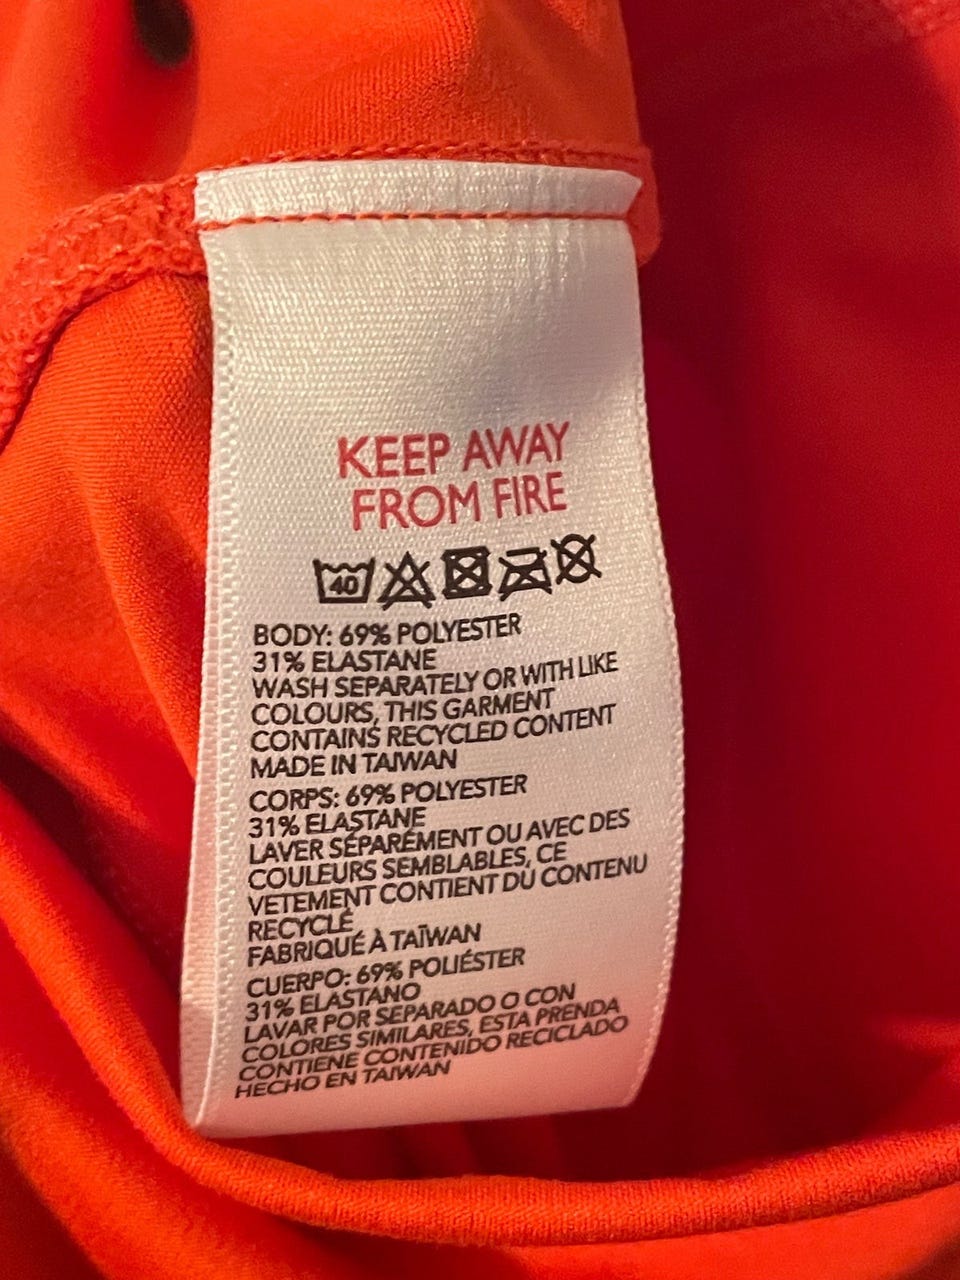 KEEP AWAY
FROM FIRE
40
BODY: 69% POLYESTER
31% ELASTANE
WASH SEPARATELY OR WITH LIKE
COLOURS, THIS GARMENT
CONTAINS RECYCLED CONTENT
MADE IN TAIWAN
CORPS: 69% POLYESTER
31% ELASTANE
LAVER SÉPARÉMENT OU AVEC DES
COULEURS SEMBLABLES, CE
VETEMENT CONTIENT DU CONTENU
RECYCLÉ
FABRIQUÉ À TAÏWAN
CUERPO: 69% POLIÉSTER
31% ELASTANO
LAVAR POR SEPARADO O CON
COLORES SIMILARES, ESTA PRENDA
CONTIENE CONTENIDO RECICLADO
HECHO EN TAIWAN